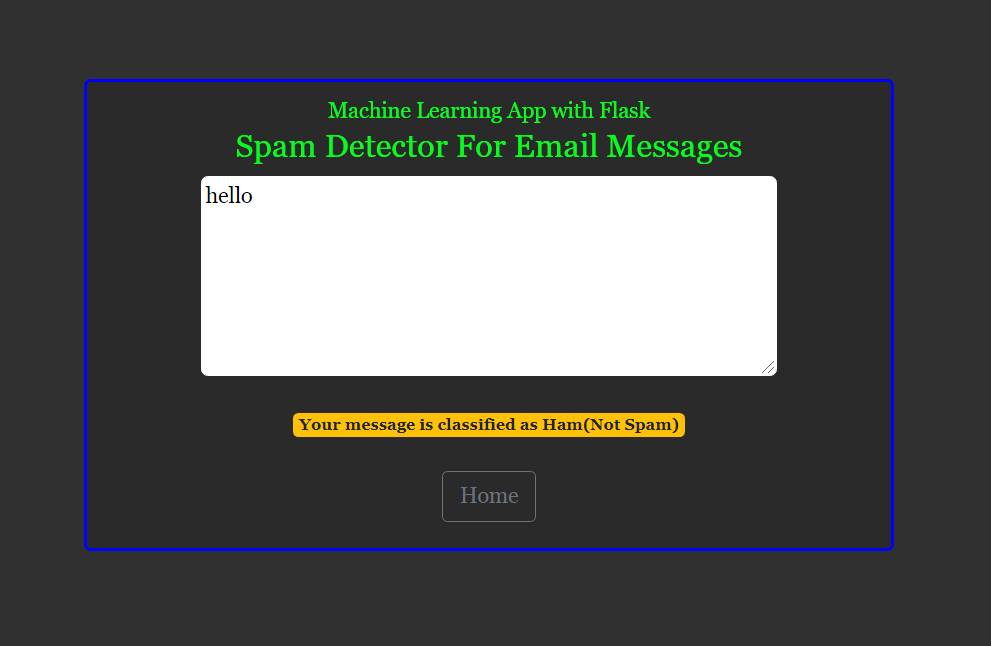 Machine Learning App with Flask
Spam Detector For Email Messages
hello
Your message is classified as Ham(Not Spam)
Home